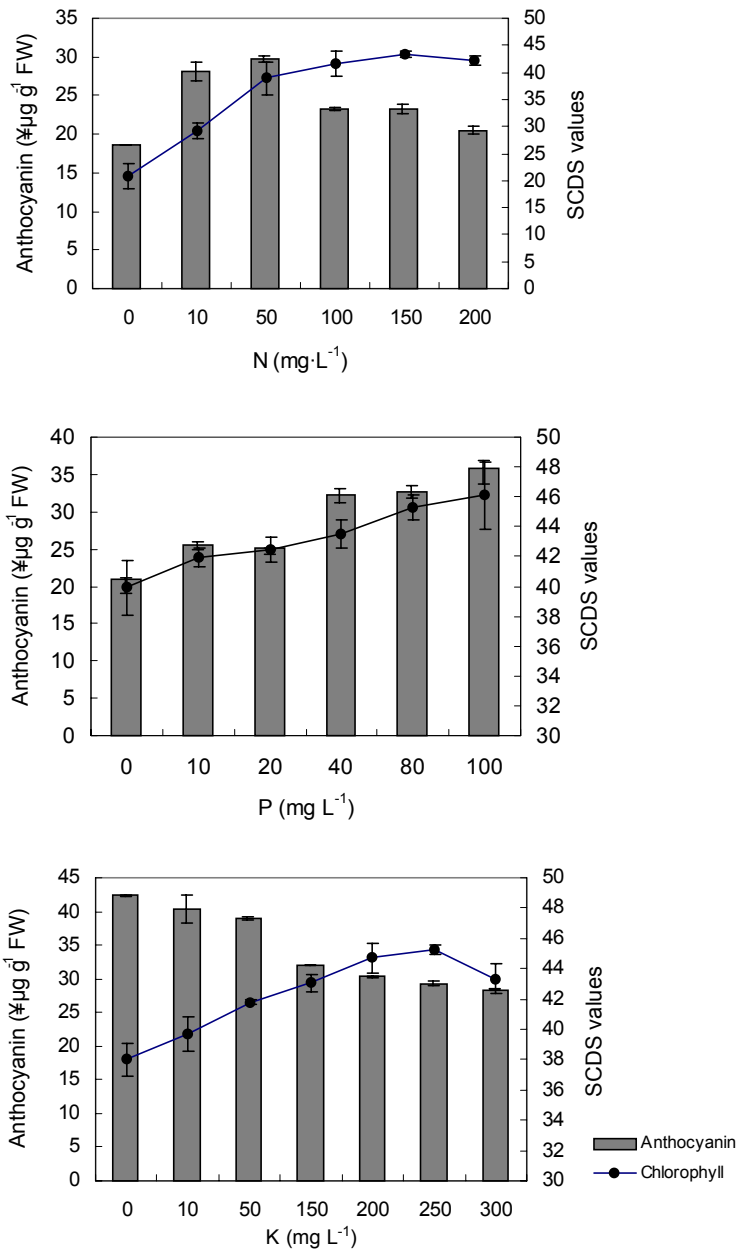 35 50
30 45
25 40
20 35
15 30
10 25
5 20
0 15
10
5
0
Anthocyanin (¥µg g-1 FW)
SCDS values
0 10 50 100 150 200
N (mg·L-1)
40 50
35 48
30 46
25 44
20 42
15 40
10 38
5 36
0 34
32
30
Anthocyanin (¥µg g-1 FW)
SCDS values
0 10 20 40 80 100
P (mg L-1)
45 50
40 48
35 46
30 44
25 42
20 40
15 38
10 36
5 34
0 32
30
Anthocyanin (¥µg g-1 FW)
SCDS values
0 10 50 150 200 250 300
K (mg L-1)
Anthocyanin
Chlorophyll